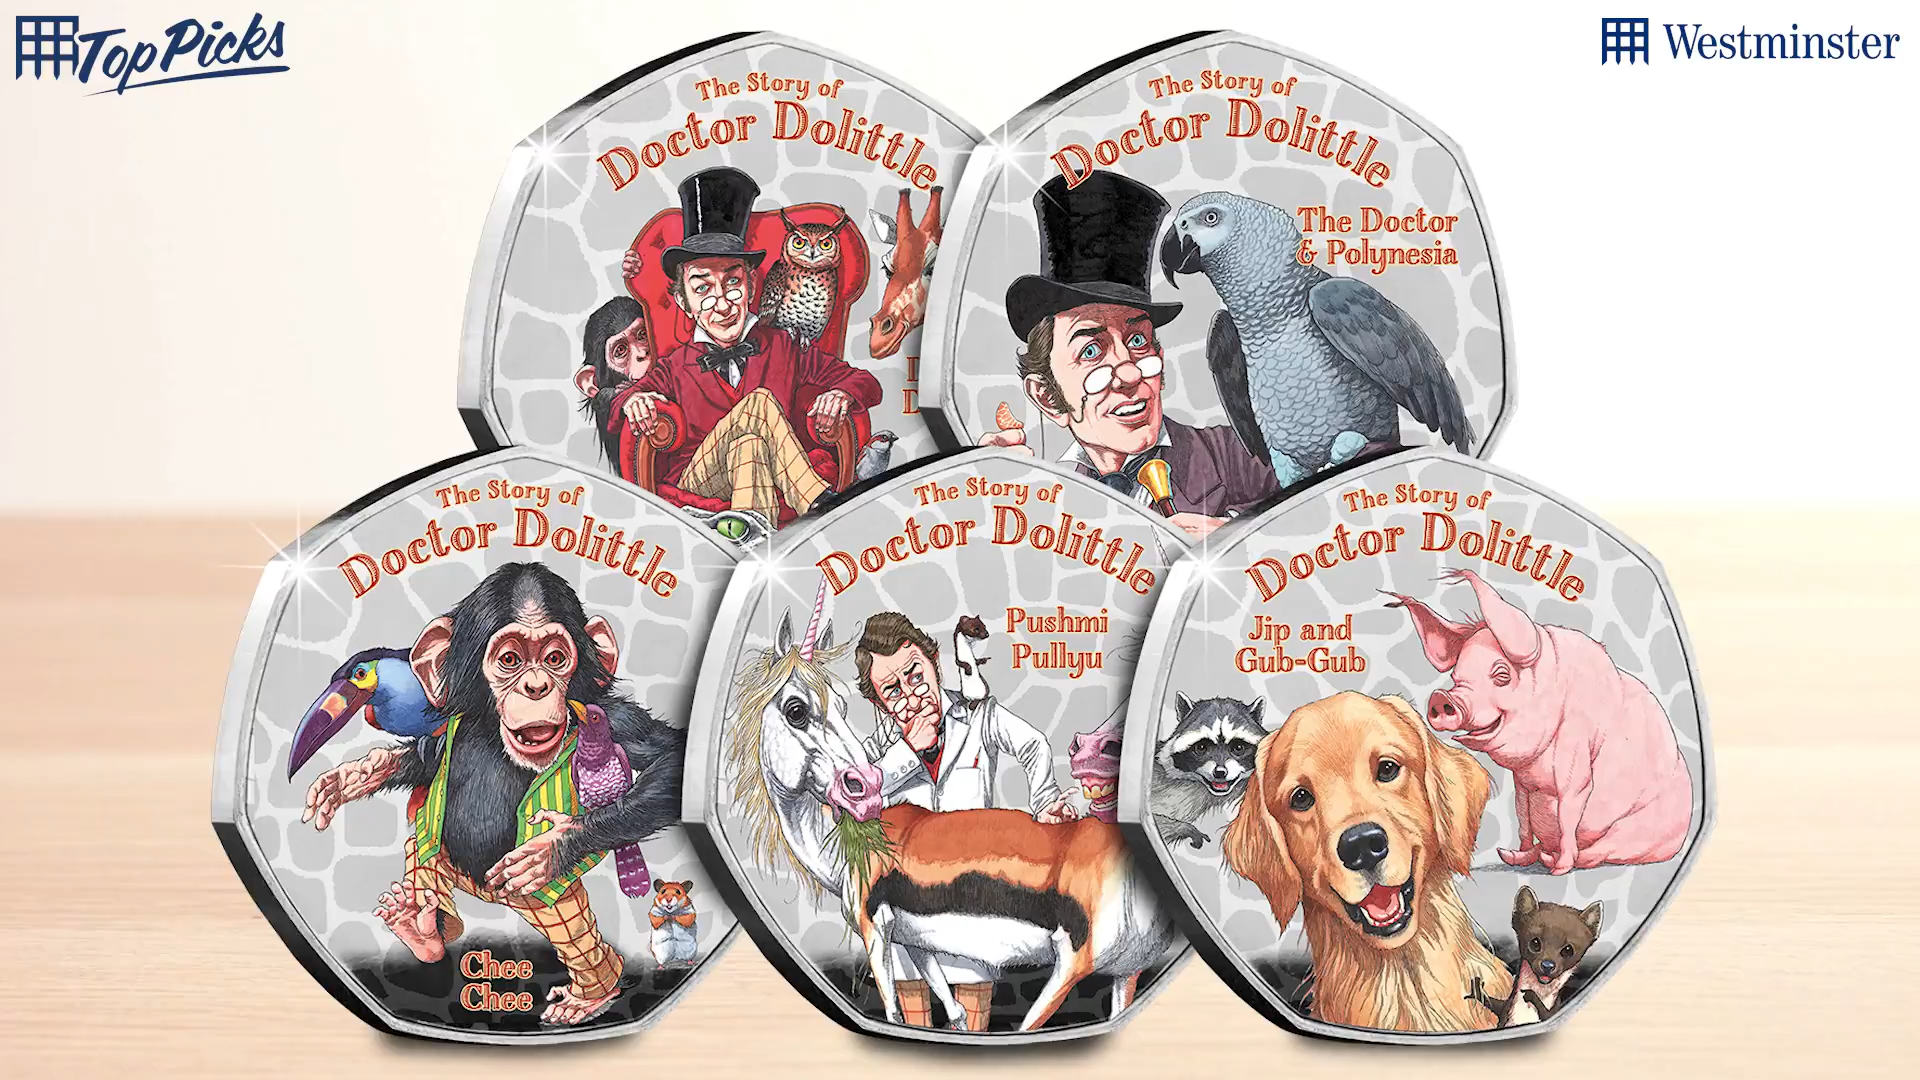 Top Picks
Westminster
The Story of
Doctor Dolittle
The Story of
Doctor Dolittle
The Doctor
& Polynesia
The Story of
Doctor Dolittle
Chee
Chee
The Story of
Doctor Dolittle
Pushmi
Pullyu
The Story of
Doctor Dolittle
Jip and
Gub-Gub